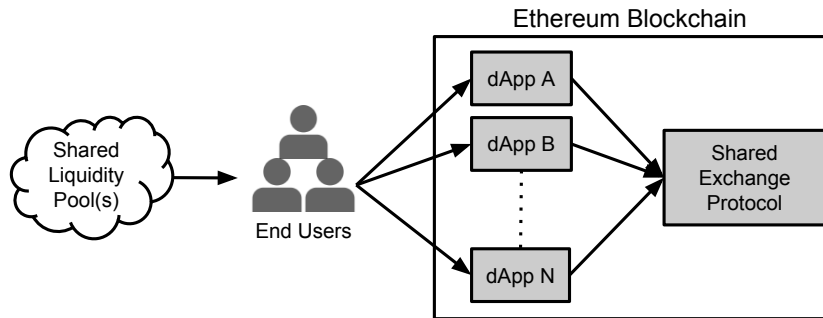 Ethereum Blockchain
dApp A
dApp B
Shared
Liquidity
Pool(s)
End Users
Shared
Exchange
Protocol
dApp N